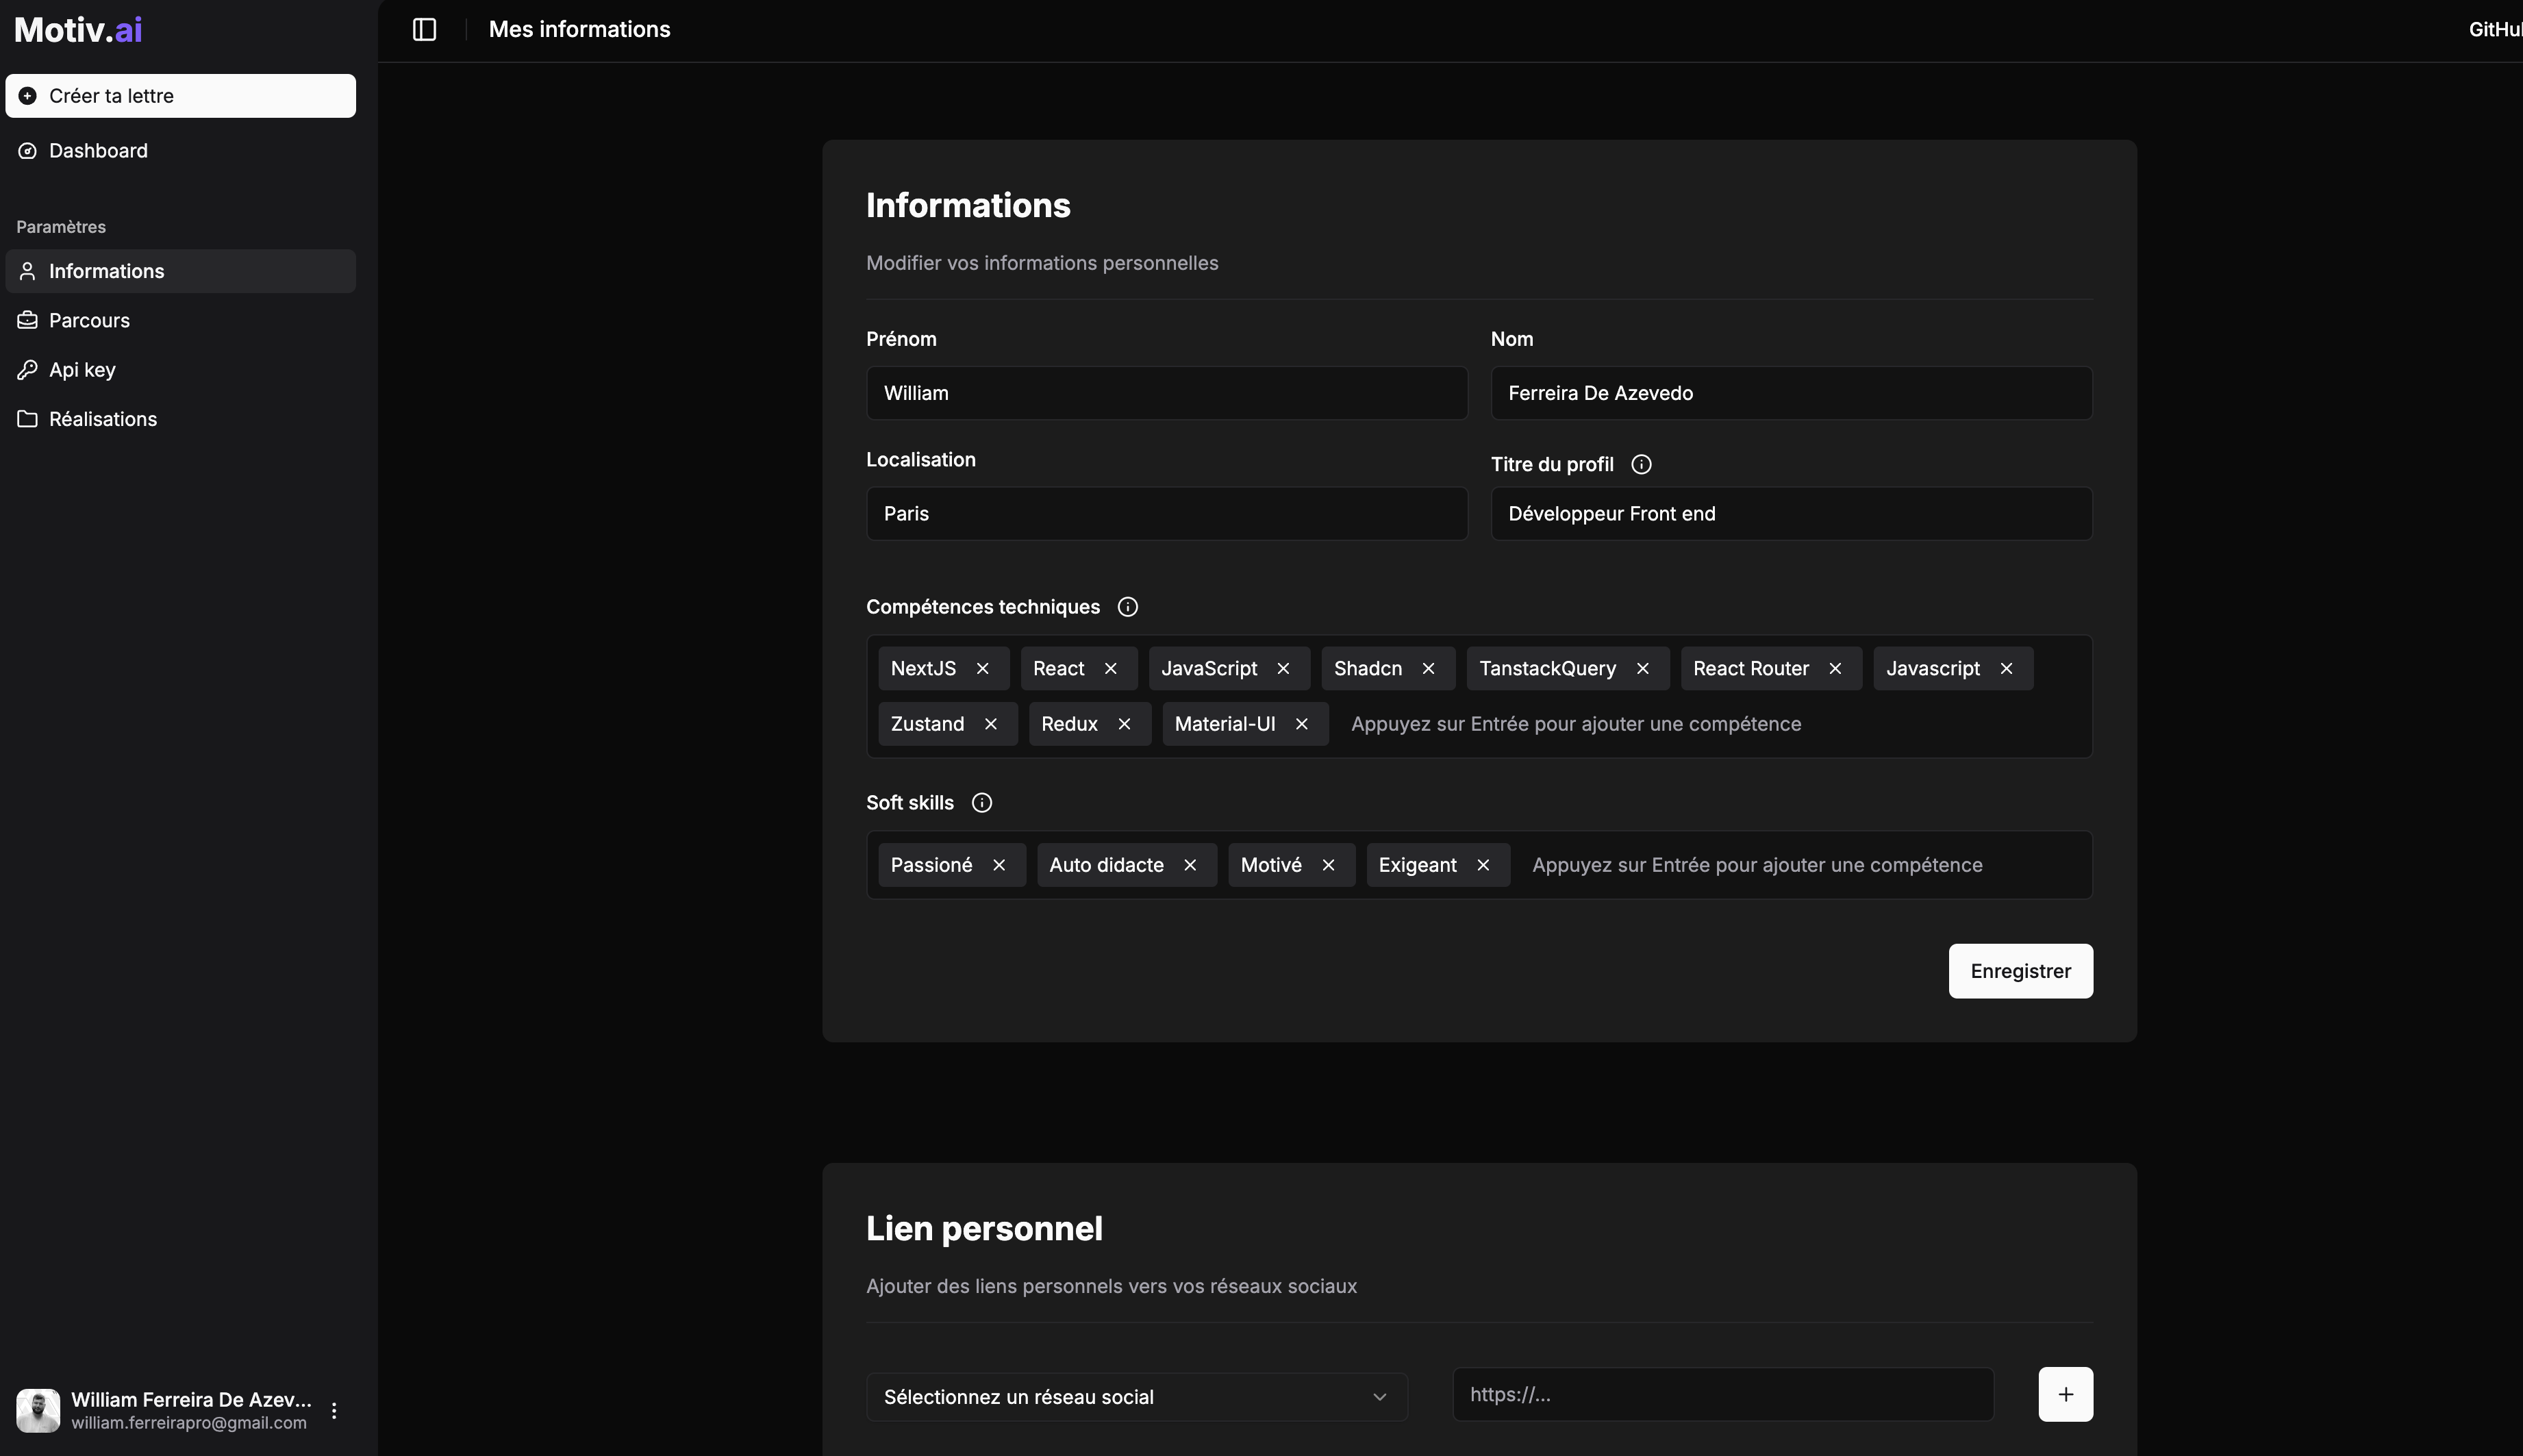 Motiv.ai
Créer ta lettre
Dashboard
Paramètres
Informations
Parcours
Api key
Réalisations
William Ferreira De Azev...
william.ferreirapro@gmail.com
Mes informations
GitHu
Informations
Modifier vos informations personnelles
Prénom
Nom
William
Ferreira De Azevedo
Localisation
Titre du profil
Paris
Développeur Front end
Compétences techniques
NextJS React JavaScript Shadcn TanstackQuery React Router Javascript
Zustand Redux Material-UI Appuyez sur Entrée pour ajouter une compétence
Soft skills
Passioné Auto didacte Motivé Exigeant Appuyez sur Entrée pour ajouter une compétence
Enregistrer
Lien personnel
Ajouter des liens personnels vers vos réseaux sociaux
Sélectionnez un réseau social
https://...